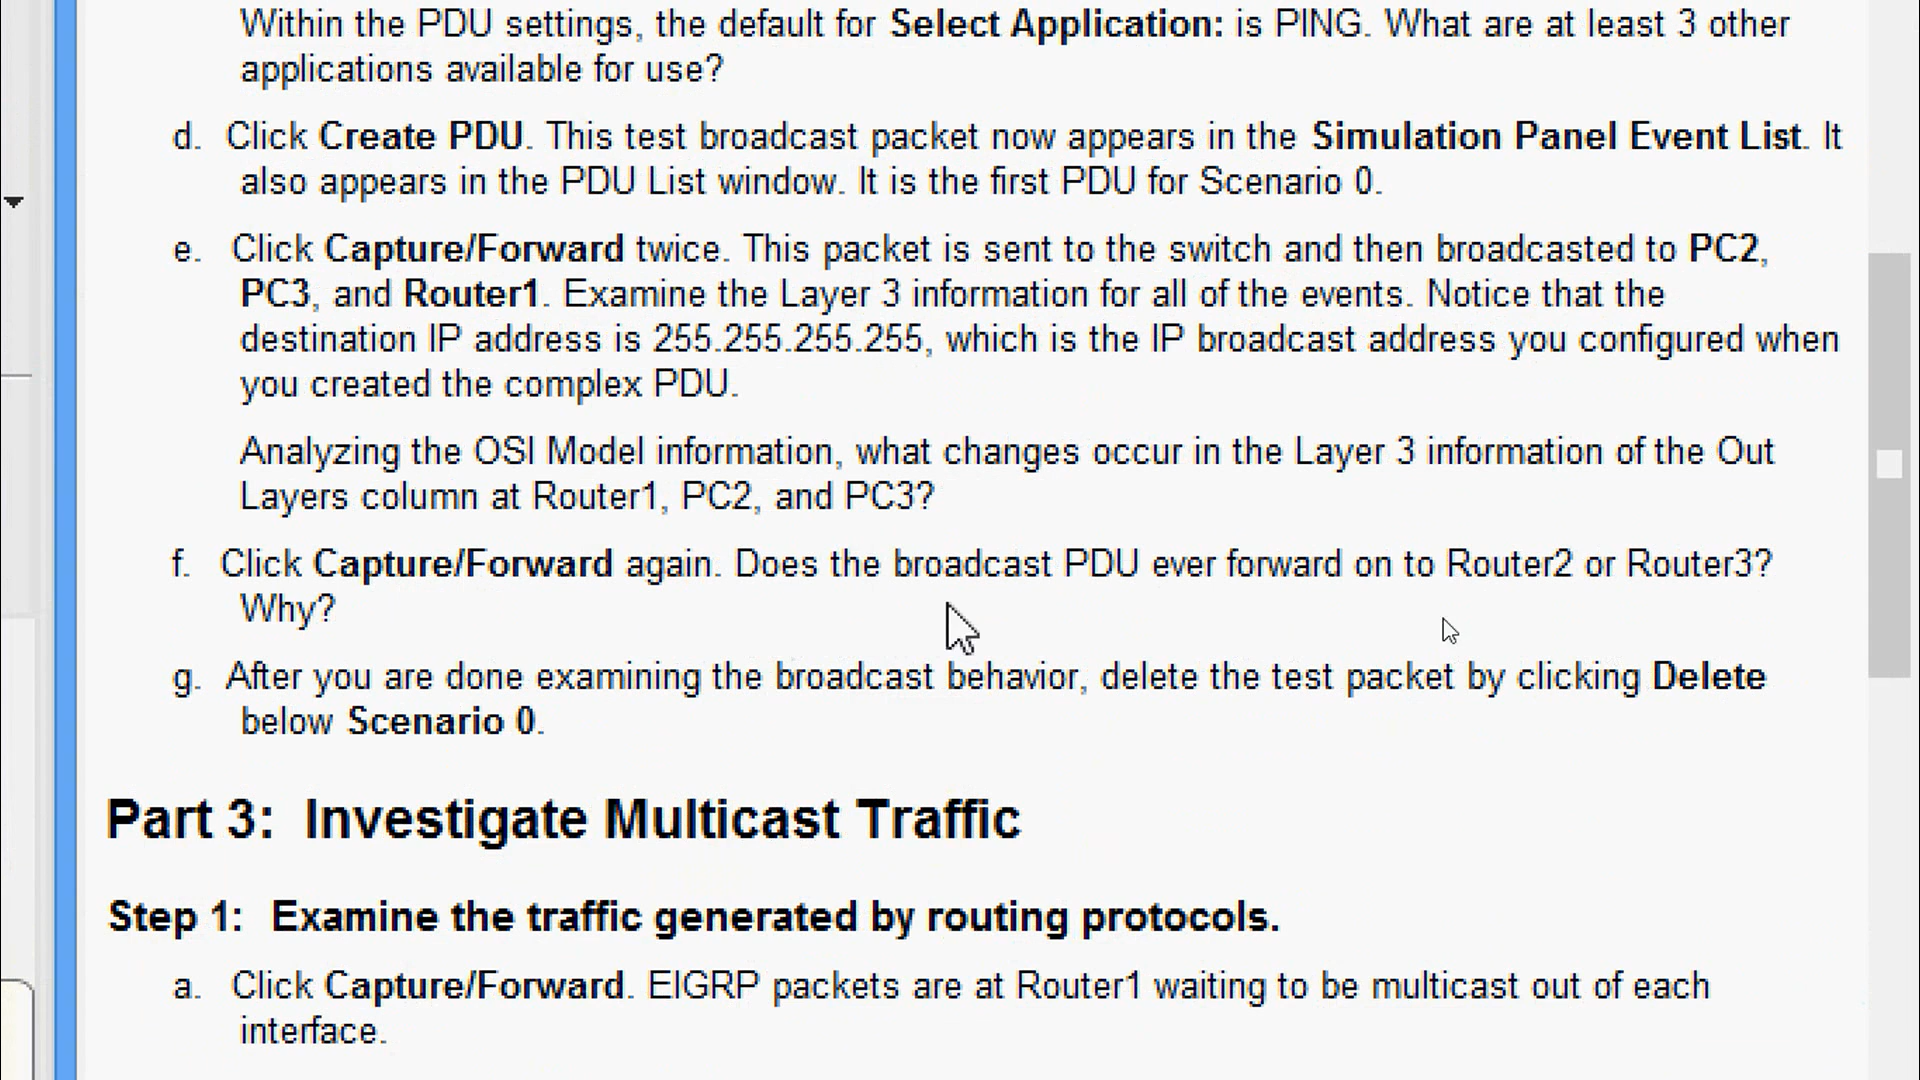 Within the PDU settings, the default for Select Application: is PING. What are at least 3 other
applications available for use?
d. Click Create PDU. This test broadcast packet now appears in the Simulation Panel Event List. It
also appears in the PDU List window. It is the first PDU for Scenario 0.
e. Click Capture/Forward twice. This packet is sent to the switch and then broadcasted to PC2,
PC3, and Router1. Examine the Layer 3 information for all of the events. Notice that the
destination IP address is 255.255.255.255, which is the IP broadcast address you configured when
you created the complex PDU.
Analyzing the OSI Model information, what changes occur in the Layer 3 information of the Out
Layers column at Router1, PC2, and PC3?
f. Click Capture/Forward again. Does the broadcast PDU ever forward on to Router2 or Router3?
Why?
g. After you are done examining the broadcast behavior, delete the test packet by clicking Delete
below Scenario 0.
Part 3: Investigate Multicast Traffic
Step 1: Examine the traffic generated by routing protocols.
a. Click Capture/Forward. EIGRP packets are at Router1 waiting to be multicast out of each
interface.